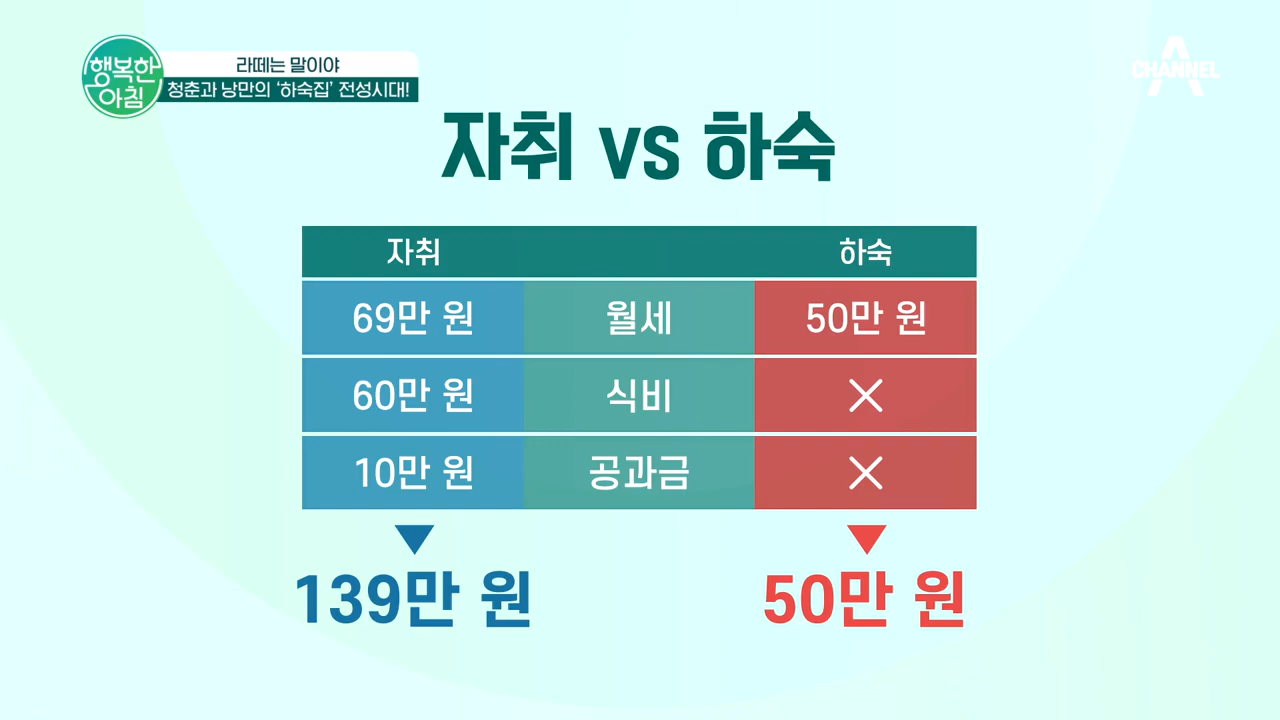 행복한
아침
라떼는 말이야
청춘과 낭만의 '하숙집' 전성시대!
CHANNEL A
자취 vs 하숙
자취 하숙
69만 원 월세 50만 원
60만 원 식비 ×
10만 원 공과금 ×
139만 원 50만 원